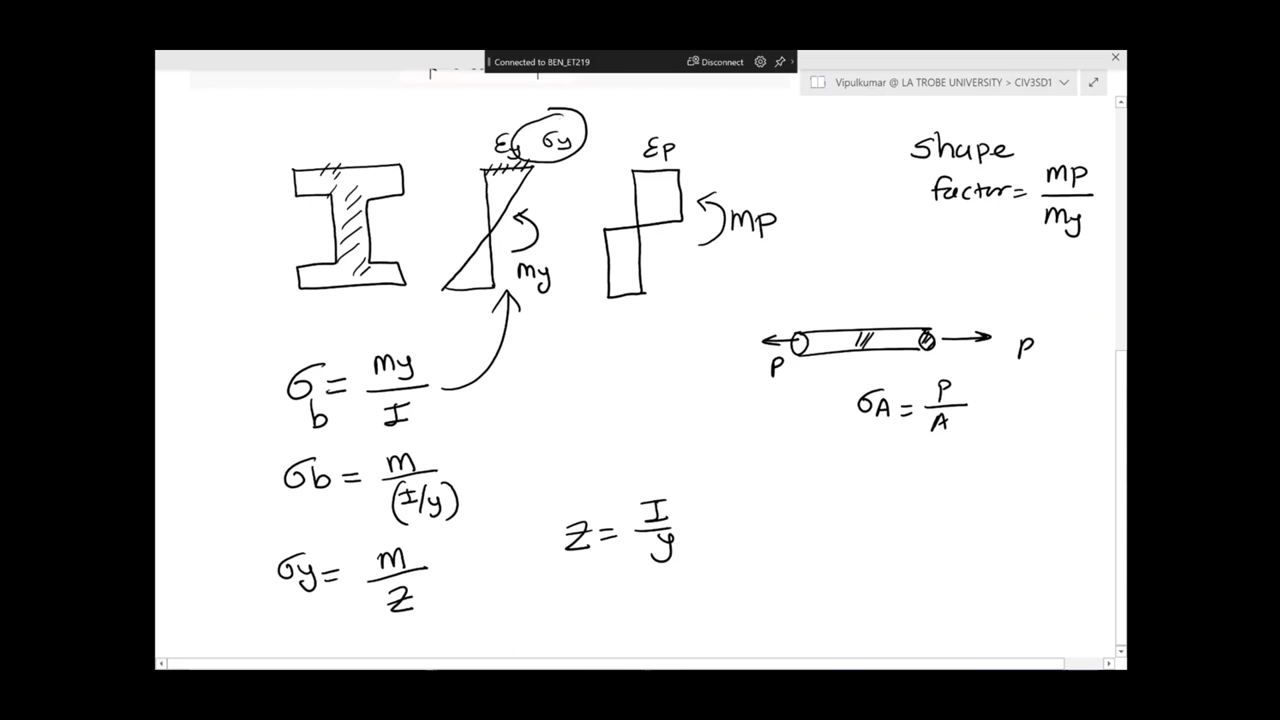 Connected to BEN_ET219
Disconnect
Vipulkumar @ LA TROBE UNIVERSITY > CIV3SD1
εy σy
εp
shape
factor = mp/my
mp
my
P
P
σb = my/I
σA = P/A
σb = m/(I/y)
z = I/y
σy = m/z